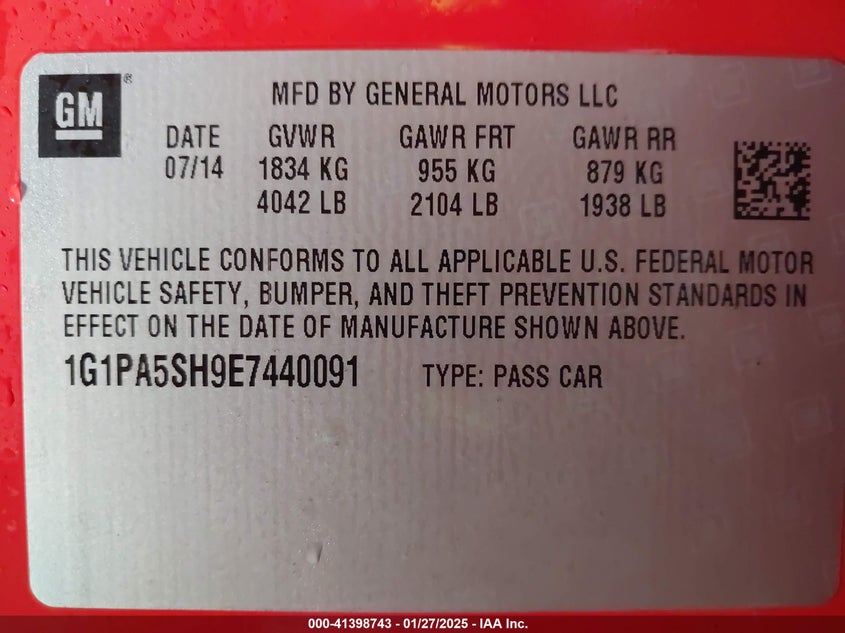 GM ®
MFD BY GENERAL MOTORS LLC
DATE GVWR GAWR FRT GAWR RR
07/14 1834 KG 955 KG 879 KG
4042 LB 2104 LB 1938 LB
THIS VEHICLE CONFORMS TO ALL APPLICABLE U.S. FEDERAL MOTOR
VEHICLE SAFETY, BUMPER, AND THEFT PREVENTION STANDARDS IN
EFFECT ON THE DATE OF MANUFACTURE SHOWN ABOVE.
1G1PA5SH9E7440091 TYPE: PASS CAR
000-41398743 - 01/27/2025 - IAA Inc.